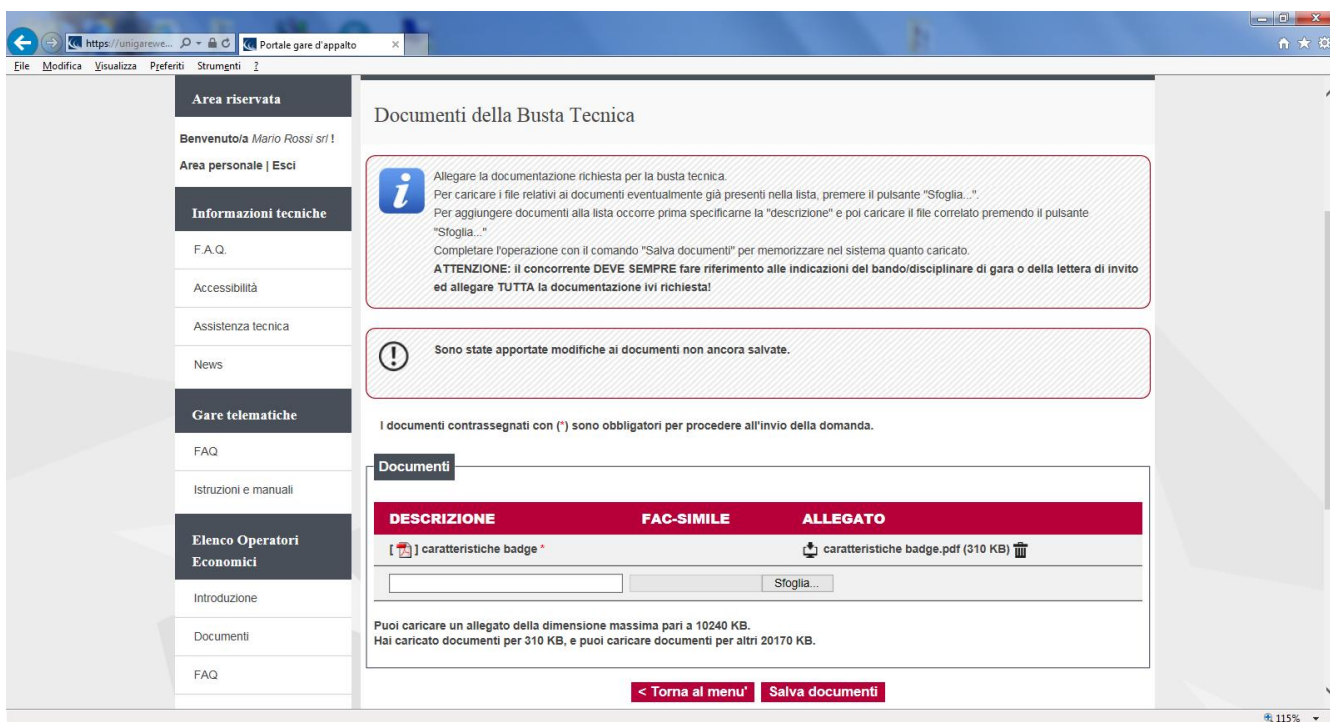 https://unigarewe...
Portale gare d'appalto
File Modifica Visualizza Preferiti Strumenti ?
Area riservata
Benvenuto/a Mario Rossi srl !
Area personale | Esci
Informazioni tecniche
F.A.Q.
Accessibilità
Assistenza tecnica
News
Gare telematiche
FAQ
Istruzioni e manuali
Elenco Operatori
Economici
Introduzione
Documenti
FAQ
Documenti della Busta Tecnica
Allegare la documentazione richiesta per la busta tecnica.
Per caricare i file relativi ai documenti eventualmente già presenti nella lista, premere il pulsante "Sfoglia...".
Per aggiungere documenti alla lista occorre prima specificarne la "descrizione" e poi caricare il file correlato premendo il pulsante
"Sfoglia..."
Completare l'operazione con il comando "Salva documenti" per memorizzare nel sistema quanto caricato.
ATTENZIONE: il concorrente DEVE SEMPRE fare riferimento alle indicazioni del bando/disciplinare di gara o della lettera di invito
ed allegare TUTTA la documentazione ivi richiesta!
Sono state apportate modifiche ai documenti non ancora salvate.
I documenti contrassegnati con (*) sono obbligatori per procedere all'invio della domanda.
Documenti
DESCRIZIONE FAC-SIMILE ALLEGATO
[ ] caratteristiche badge * caratteristiche badge.pdf (310 KB)
Sfoglia...
Puoi caricare un allegato della dimensione massima pari a 10240 KB.
Hai caricato documenti per 310 KB, e puoi caricare documenti per altri 20170 KB.
< Torna al menu' Salva documenti
115%